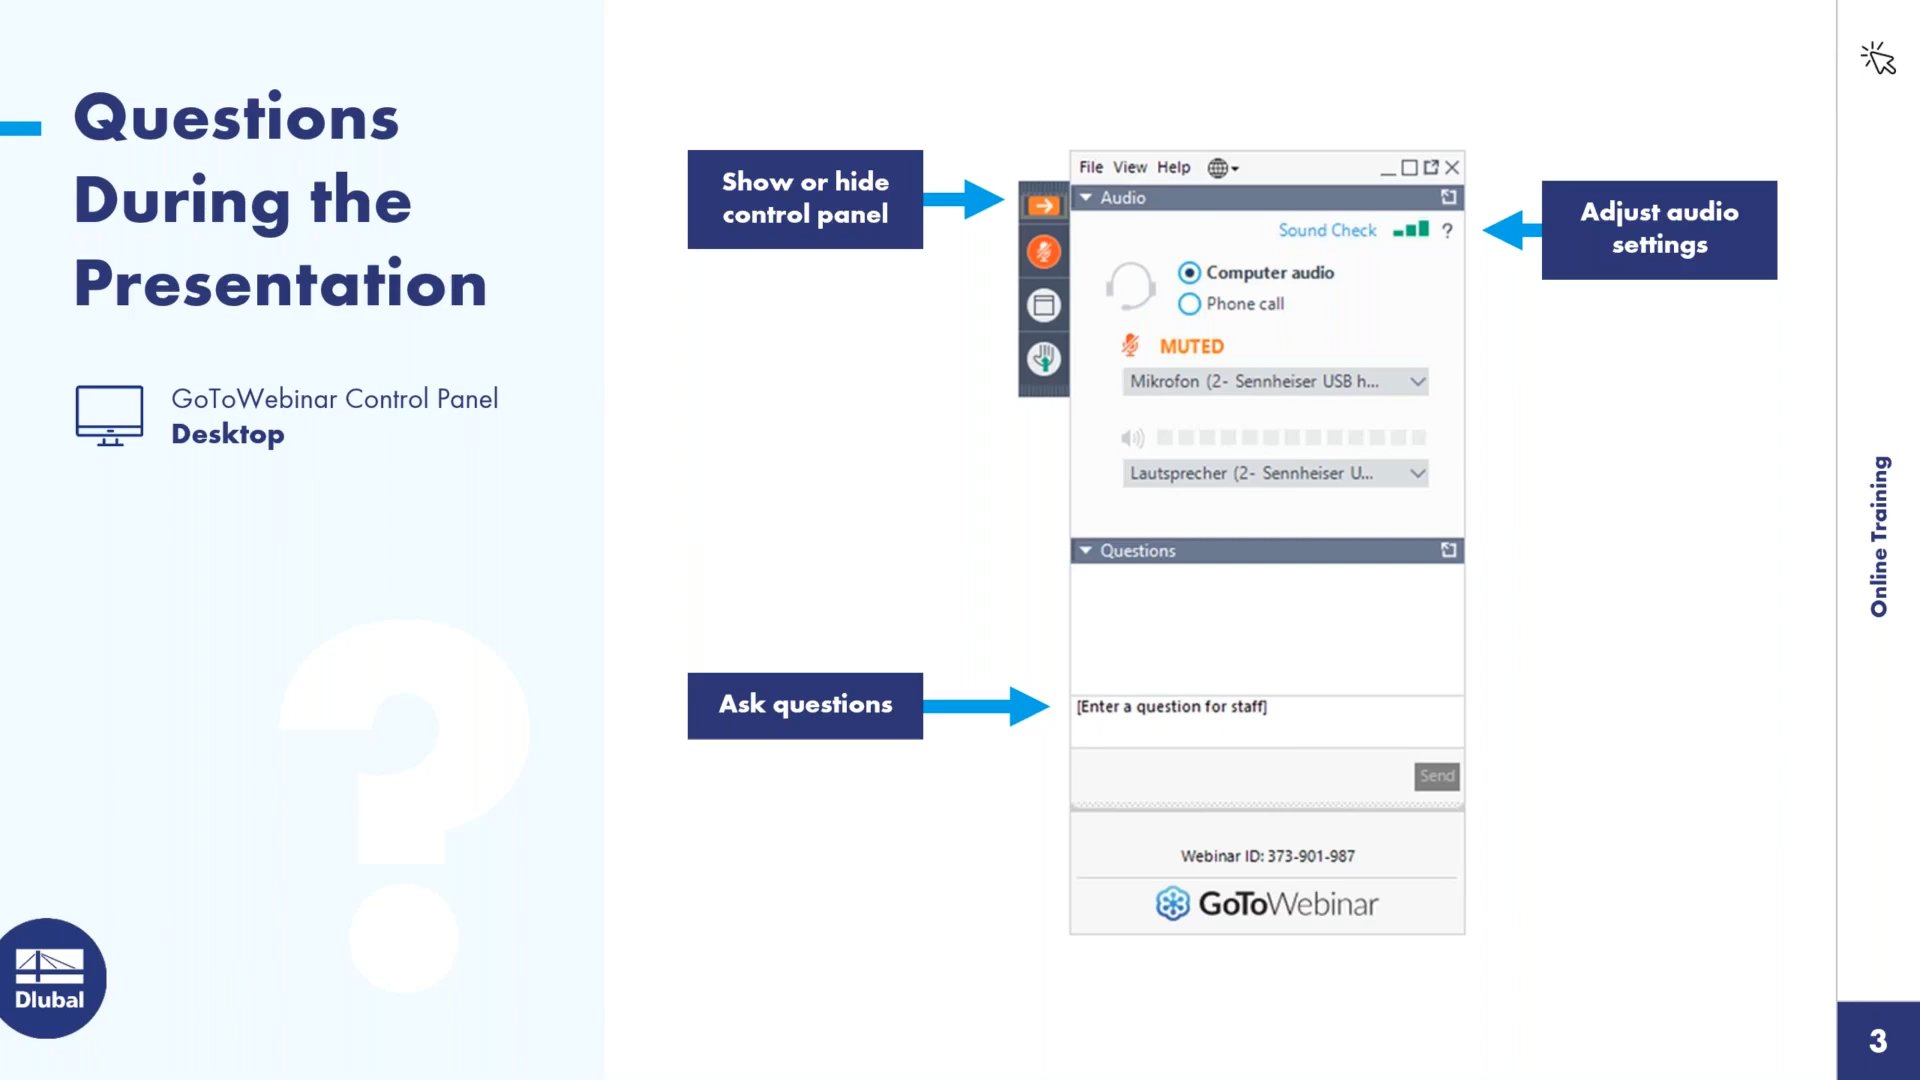 Questions
During the
Presentation
GoToWebinar Control Panel
Desktop
Dlubal
Show or hide
control panel
Ask questions
File View Help
Audio
Sound Check ?
Computer audio
Phone call
MUTED
Mikrofon (2- Sennheiser USB h...
Lautsprecher (2- Sennheiser U...
Questions
[Enter a question for staff]
Send
Webinar ID: 373-901-987
GoToWebinar
Adjust audio
settings
Online Training
3